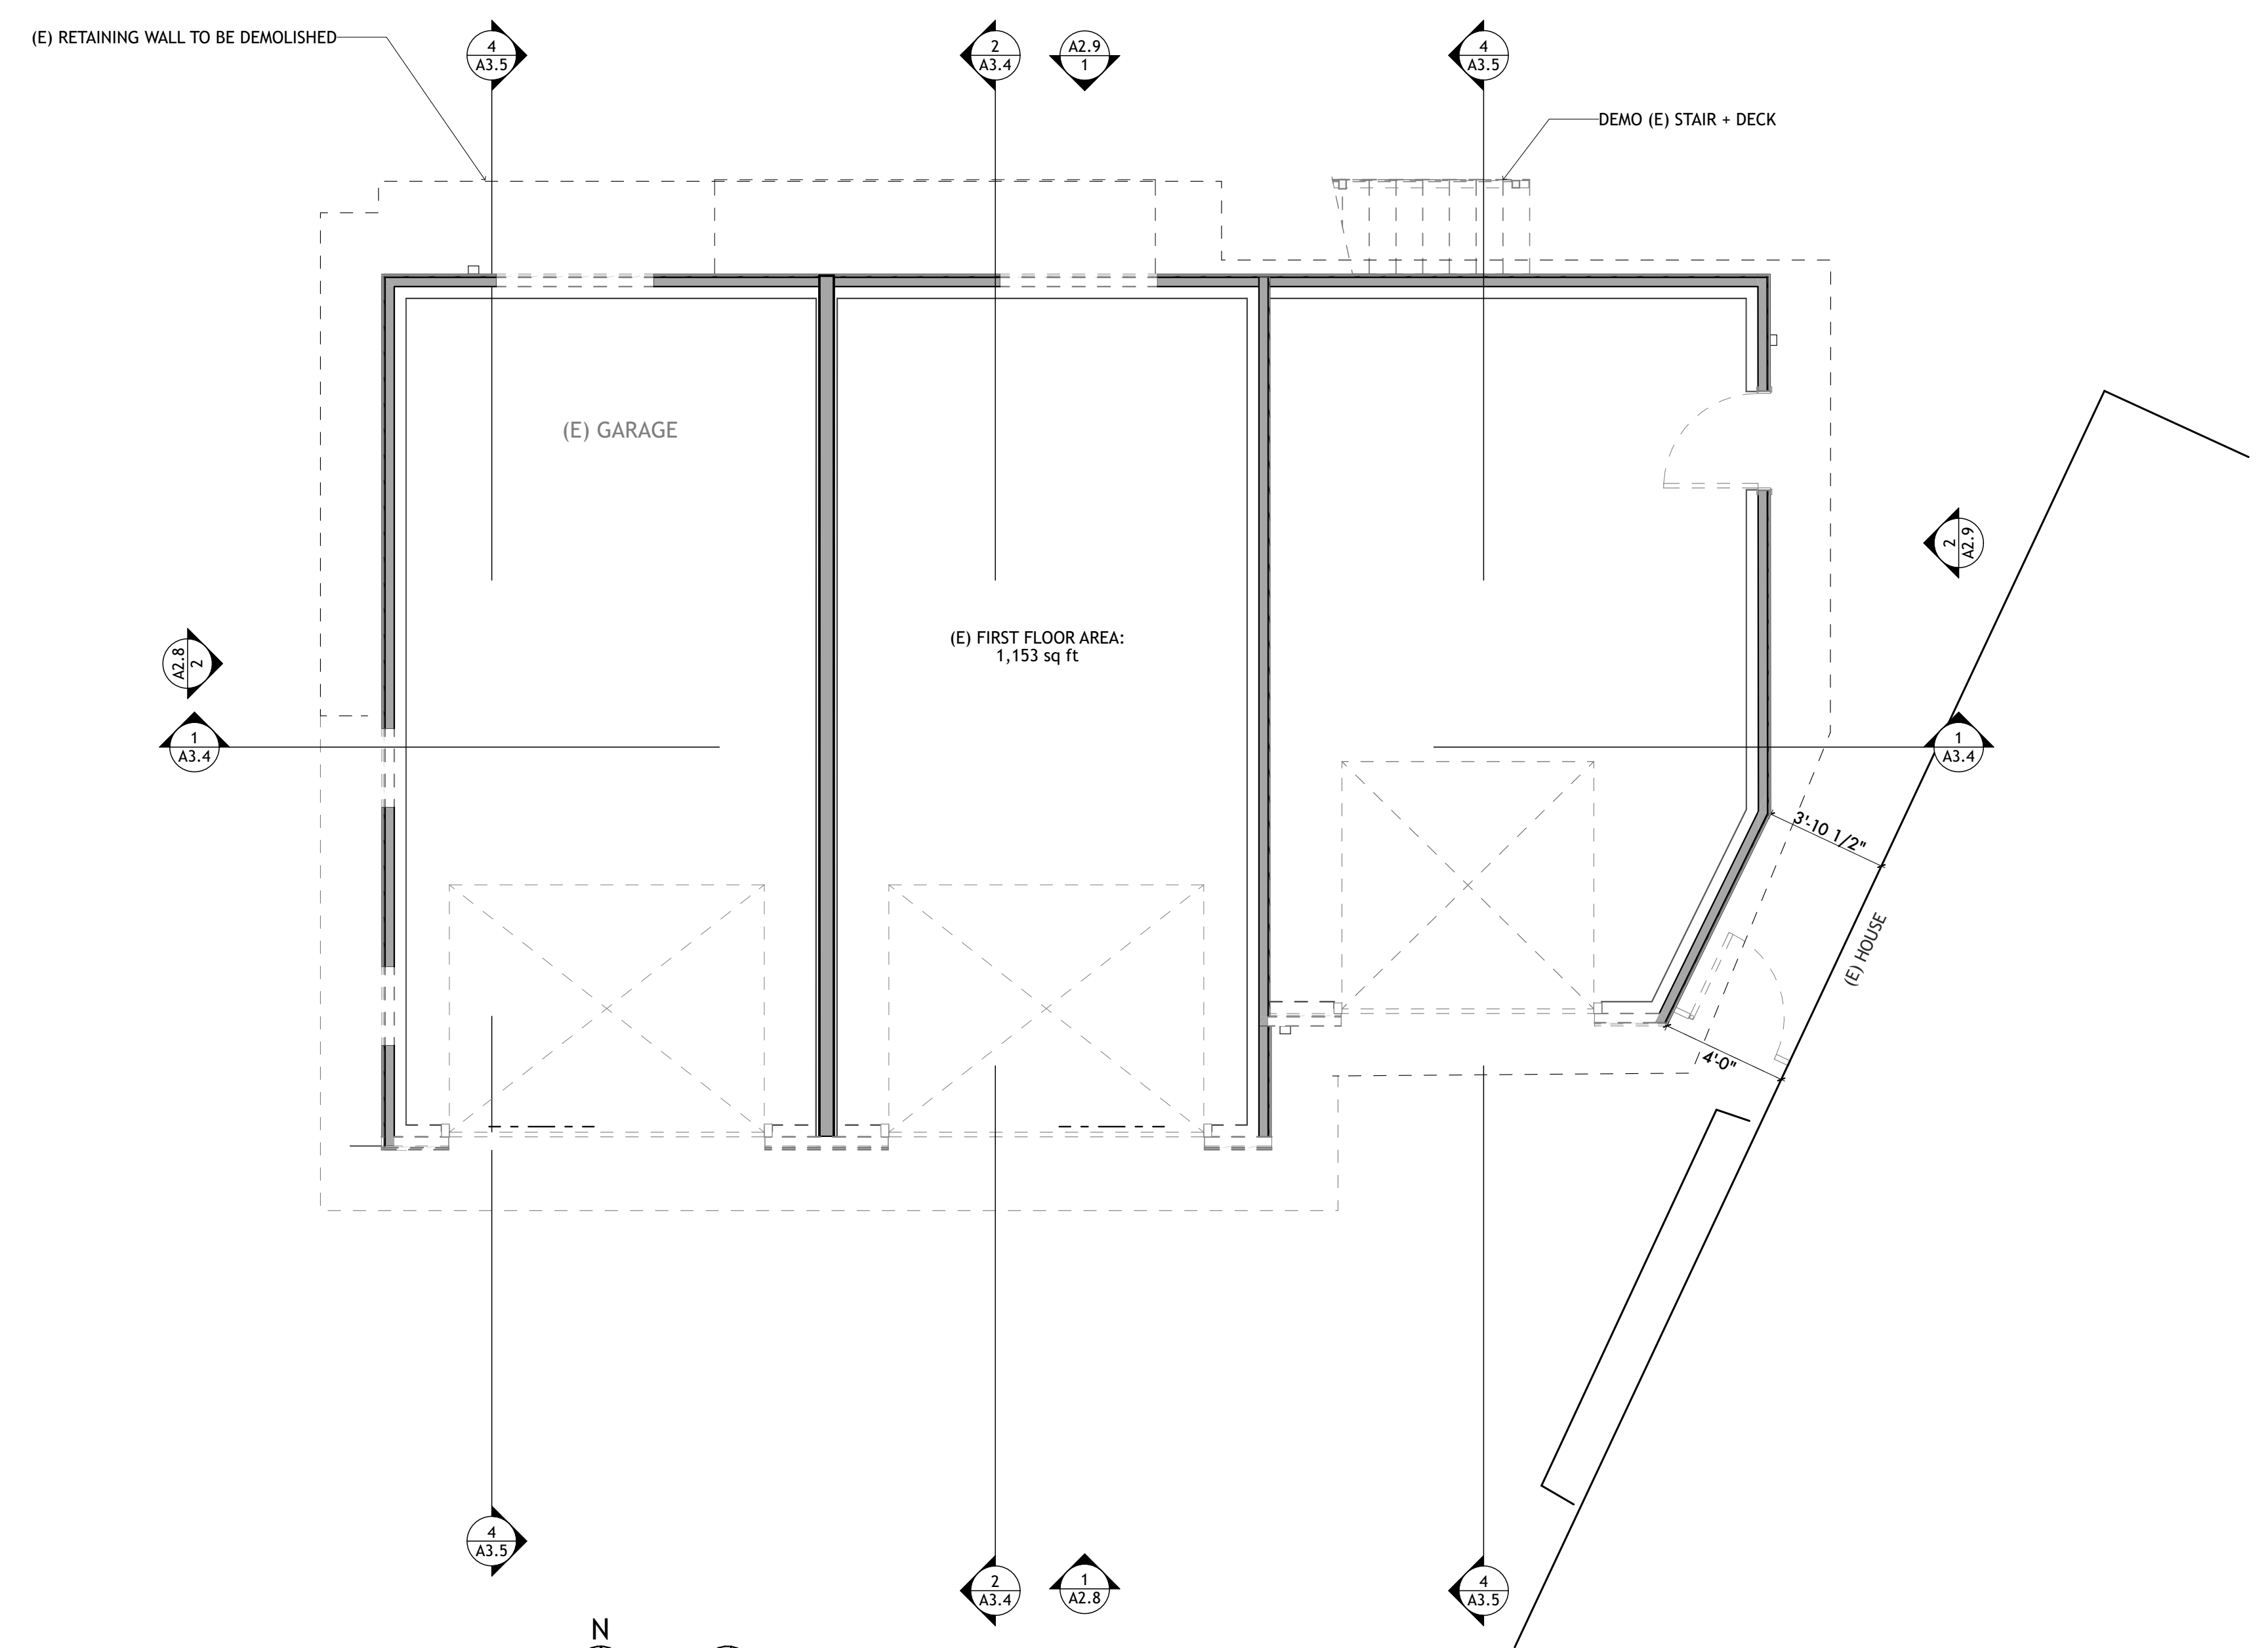 (E) RETAINING WALL TO BE DEMOLISHED
4
A3.5
2
A3.4
A2.9
1
4
A3.5
DEMO (E) STAIR + DECK
(E) GARAGE
2
A2.9
(E) FIRST FLOOR AREA:
1,153 sq ft
A2.8
2
1
A3.4
1
A3.4
3'-10 1/2"
(E) HOUSE
4'-0"
4
A3.5
2
A3.4
1
A2.8
4
A3.5
N